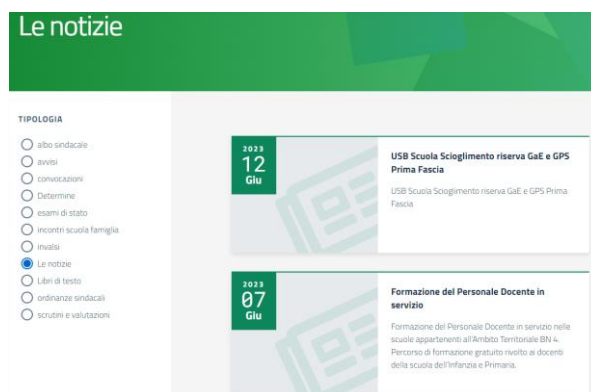 Le notizie
TIPOLOGIA
albo sindacale
avvisi
convocazioni
Determine
esami di stato
incontri scuola famiglia
invalsi
Le notizie
Libri di testo
ordinanze sindacali
scrutini e valutazioni
2023
12
Giu
USB Scuola Scioglimento riserva GaE e GPS
Prima Fascia
USB Scuola Scioglimento riserva GaE e GPS Prima
Fascia
2023
07
Giu
Formazione del Personale Docente in
servizio
Formazione del Personale Docente in servizio nelle
scuole appartenenti all'Ambito Territoriale BN 4.
Percorso di formazione gratuito rivolto ai docenti
della scuola dell'Infanzia e Primaria.